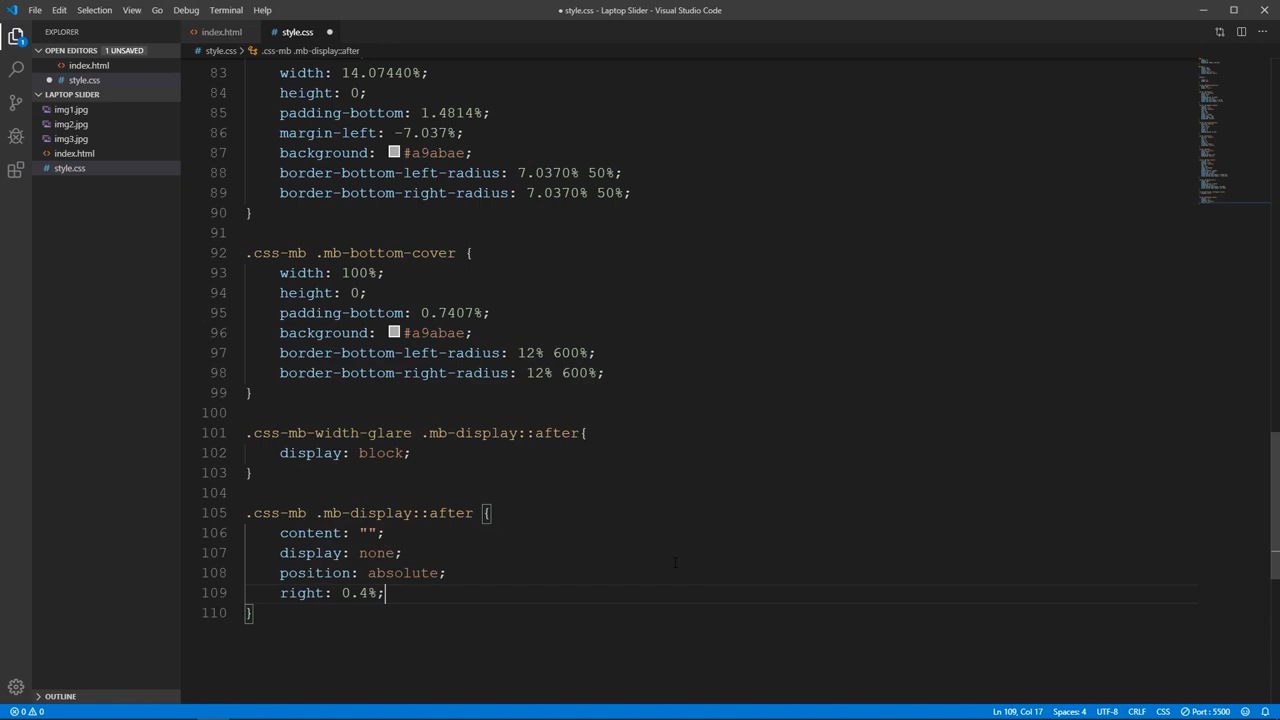 File Edit Selection View Go Debug Terminal Help
● style.css - Laptop Slider - Visual Studio Code
EXPLORER
index.html
style.css ●
OPEN EDITORS 1 UNSAVED
style.css > .css-mb .mb-display::after
index.html
style.css
LAPTOP SLIDER
img1.jpg
img2.jpg
img3.jpg
index.html
style.css
83 width: 14.07440%;
84 height: 0;
85 padding-bottom: 1.4814%;
86 margin-left: -7.037%;
87 background: #a9abae;
88 border-bottom-left-radius: 7.0370% 50%;
89 border-bottom-right-radius: 7.0370% 50%;
90 }
91
92 .css-mb .mb-bottom-cover {
93 width: 100%;
94 height: 0;
95 padding-bottom: 0.7407%;
96 background: #a9abae;
97 border-bottom-left-radius: 12% 600%;
98 border-bottom-right-radius: 12% 600%;
99 }
100
101 .css-mb-width-glare .mb-display::after{
102 display: block;
103 }
104
105 .css-mb .mb-display::after {
106 content: "";
107 display: none;
108 position: absolute;
109 right: 0.4%;
110 }
OUTLINE
0 0
Ln 109, Col 17 Spaces: 4 UTF-8 CRLF CSS Port : 5500